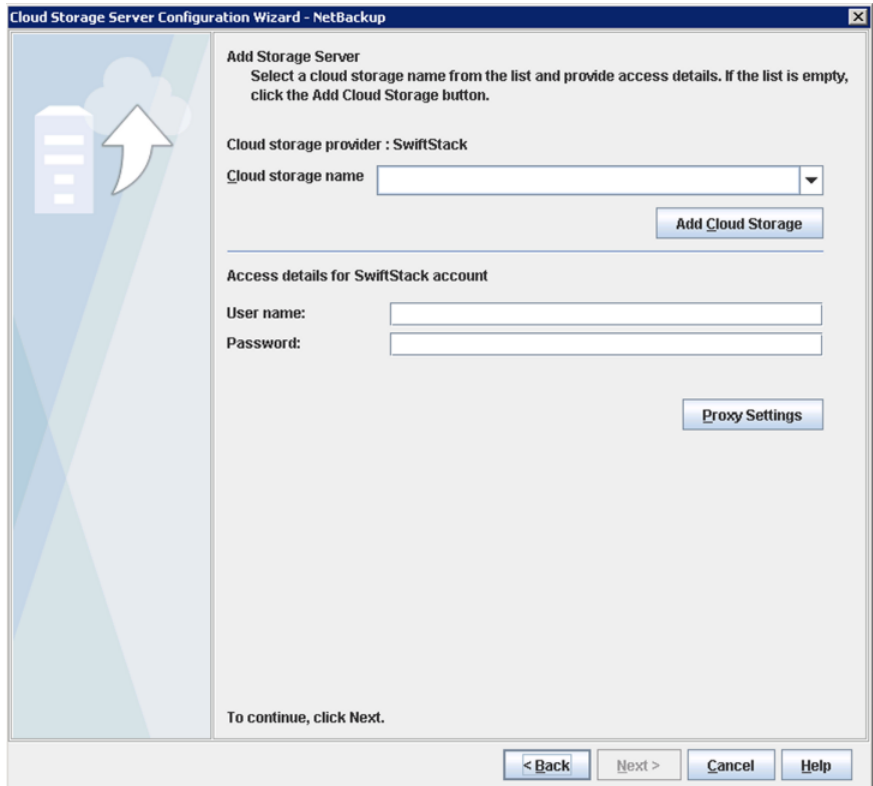 Cloud Storage Server Configuration Wizard - NetBackup
Add Storage Server
Select a cloud storage name from the list and provide access details. If the list is empty,
click the Add Cloud Storage button.
Cloud storage provider : SwiftStack
Cloud storage name
Add Cloud Storage
Access details for SwiftStack account
User name:
Password:
Proxy Settings
To continue, click Next.
< Back
Next >
Cancel
Help